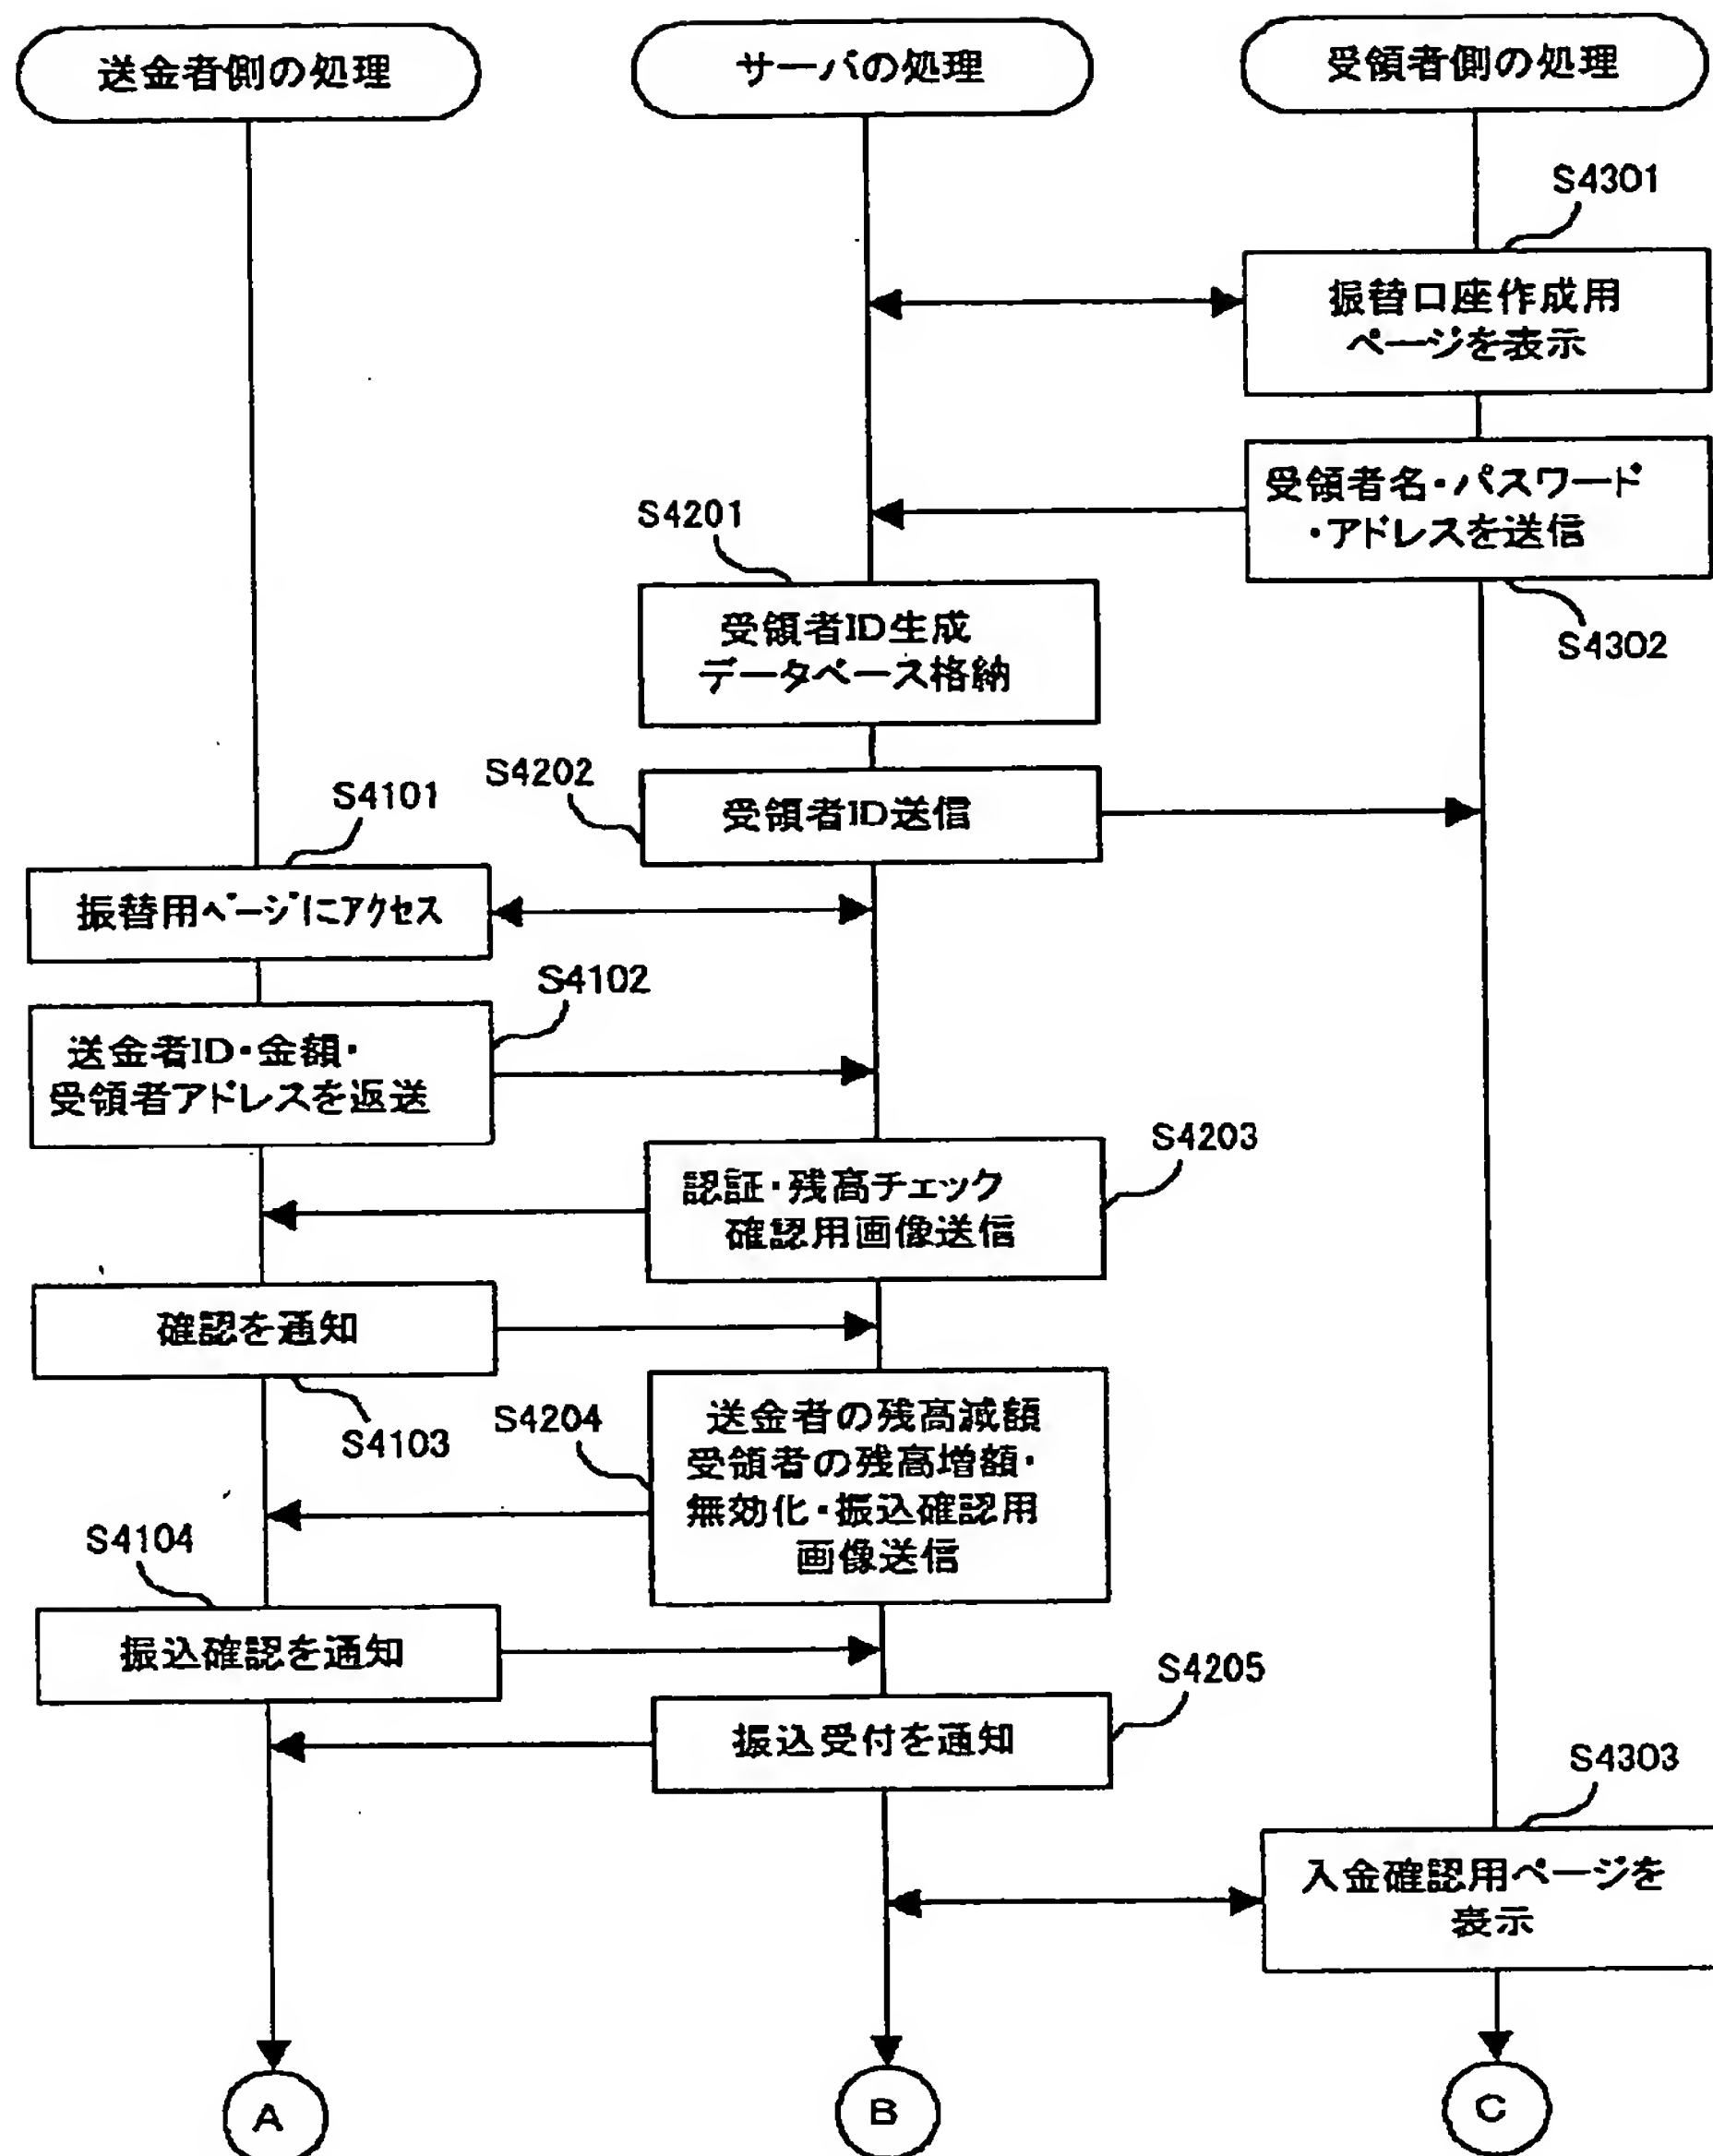 送金者側の処理
サーバの処理
受領者側の処理
S4301
振替口座作成用
ページを表示
受領者名・パスワード
・アドレスを送信
S4302
S4201
受領者ID生成
データベース格納
S4202
受領者ID送信
S4101
振替用ページにアクセス
S4102
送金者ID・金額・
受領者アドレスを返送
S4203
認証・残高チェック
確認用画像送信
確認を通知
S4103
S4204
送金者の残高減額
受領者の残高増額・
無効化・振込確認用
画像送信
S4104
振込確認を通知
S4205
振込受付を通知
S4303
入金確認用ページを
表示
A
B
C